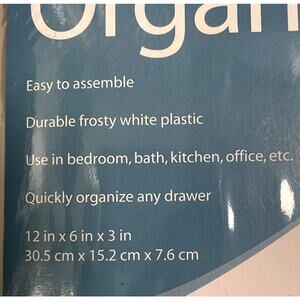 Organ
Easy to assemble
Durable frosty white plastic
Use in bedroom, bath, kitchen, office, etc.
Quickly organize any drawer
12 in x 6 in x 3 in
30.5 cm x 15.2 cm x 7.6 cm